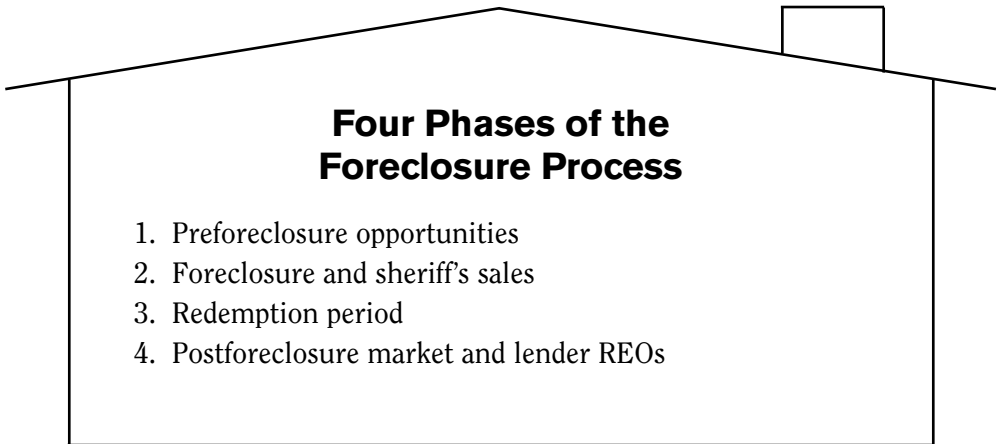 Four Phases of the
Foreclosure Process
1. Preforeclosure opportunities
2. Foreclosure and sheriff's sales
3. Redemption period
4. Postforeclosure market and lender REOs